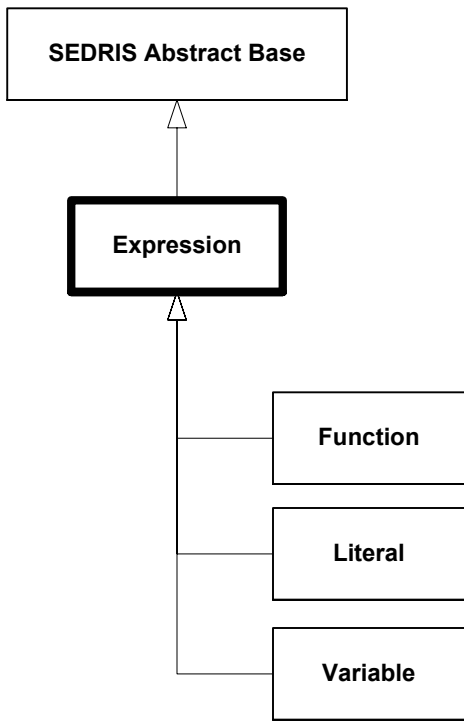 SEDRIS Abstract Base
Expression
Function
Literal
Variable